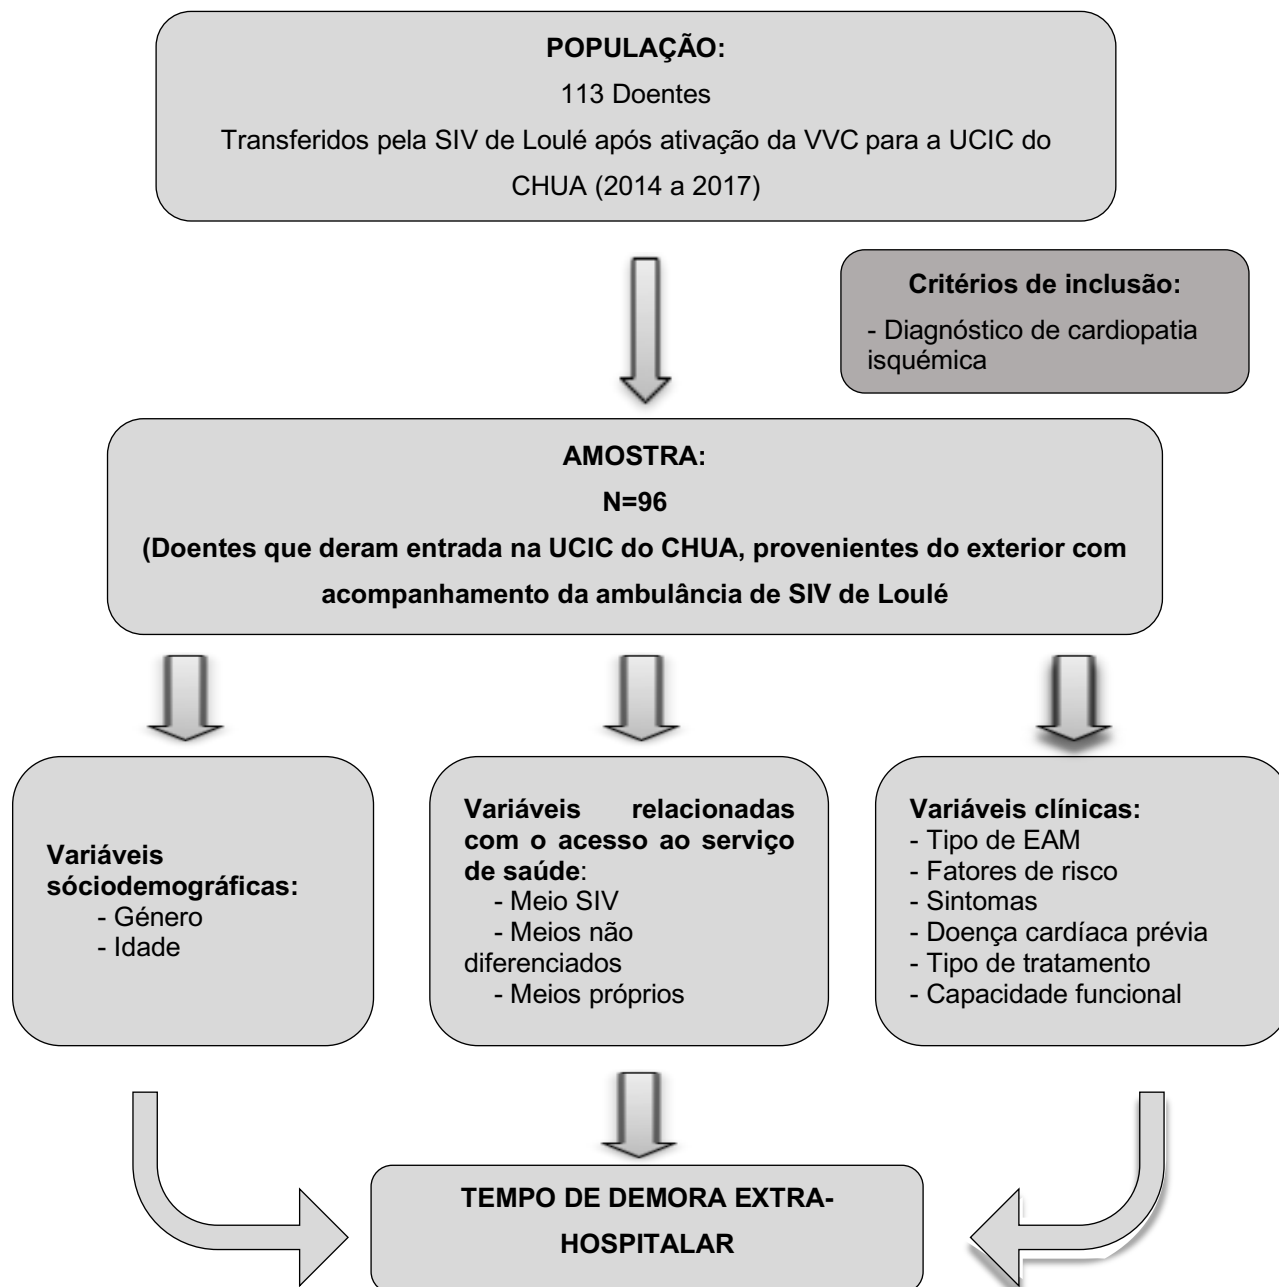 POPULAÇÃO:
113 Doentes
Transferidos pela SIV de Loulé após ativação da VVC para a UCIC do
CHUA (2014 a 2017)
Critérios de inclusão:
- Diagnóstico de cardiopatia
isquémica
AMOSTRA:
N=96
(Doentes que deram entrada na UCIC do CHUA, provenientes do exterior com
acompanhamento da ambulância de SIV de Loulé
Variáveis
sóciodemográficas:
- Género
- Idade
Variáveis relacionadas
com o acesso ao serviço
de saúde:
- Meio SIV
- Meios não
diferenciados
- Meios próprios
Variáveis clínicas:
- Tipo de EAM
- Fatores de risco
- Sintomas
- Doença cardíaca prévia
- Tipo de tratamento
- Capacidade funcional
TEMPO DE DEMORA EXTRA-
HOSPITALAR